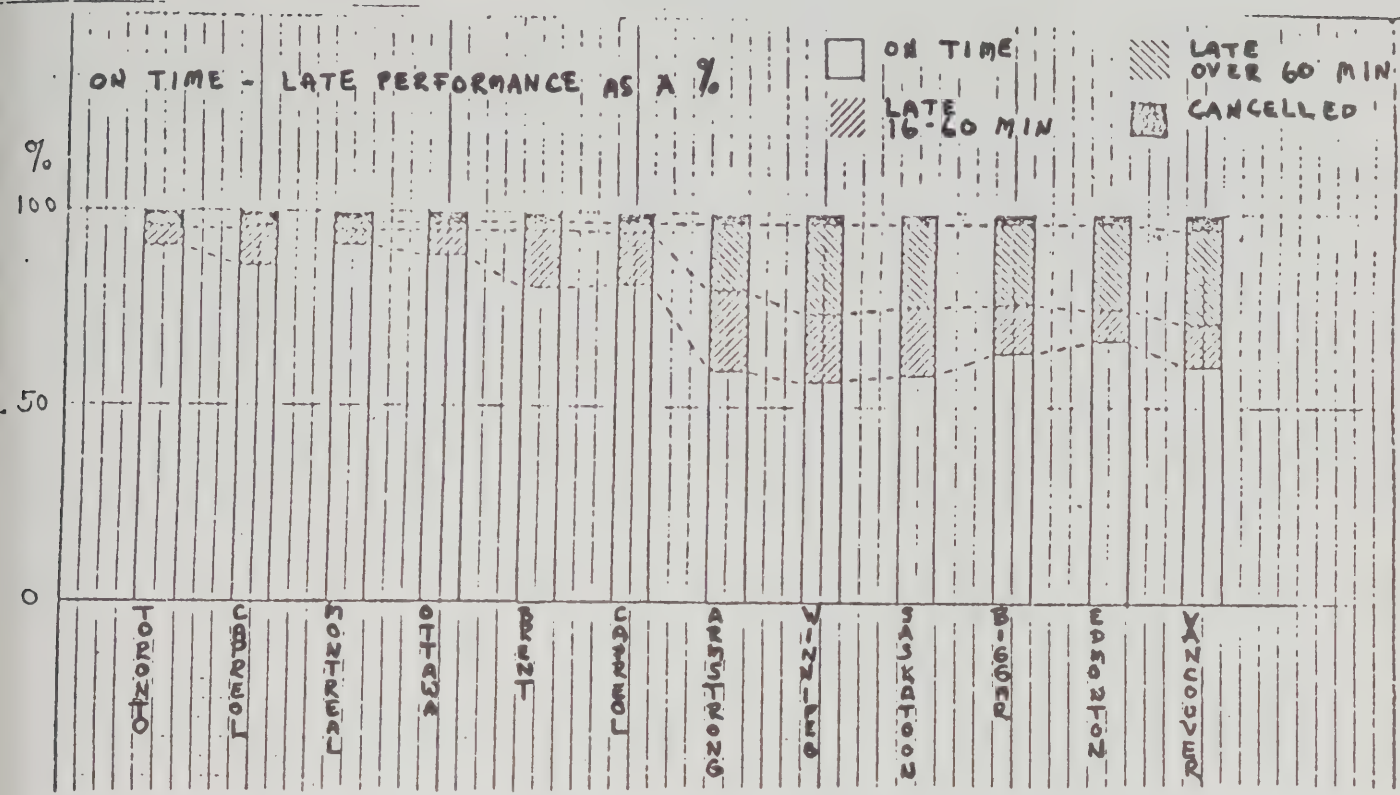 ON TIME - LATE PERFORMANCE AS A %
ON TIME
LATE
16-60 MIN
LATE
OVER 60 MIN.
CANCELLED
%
100
50
0
TORONTO
CAPREOL
MONTREAL
OTTAWA
BRENT
CAPREOL
ARMSTRONG
WINNIPEG
SASKATOON
BIGGAR
EDMONTON
VANCOUVER